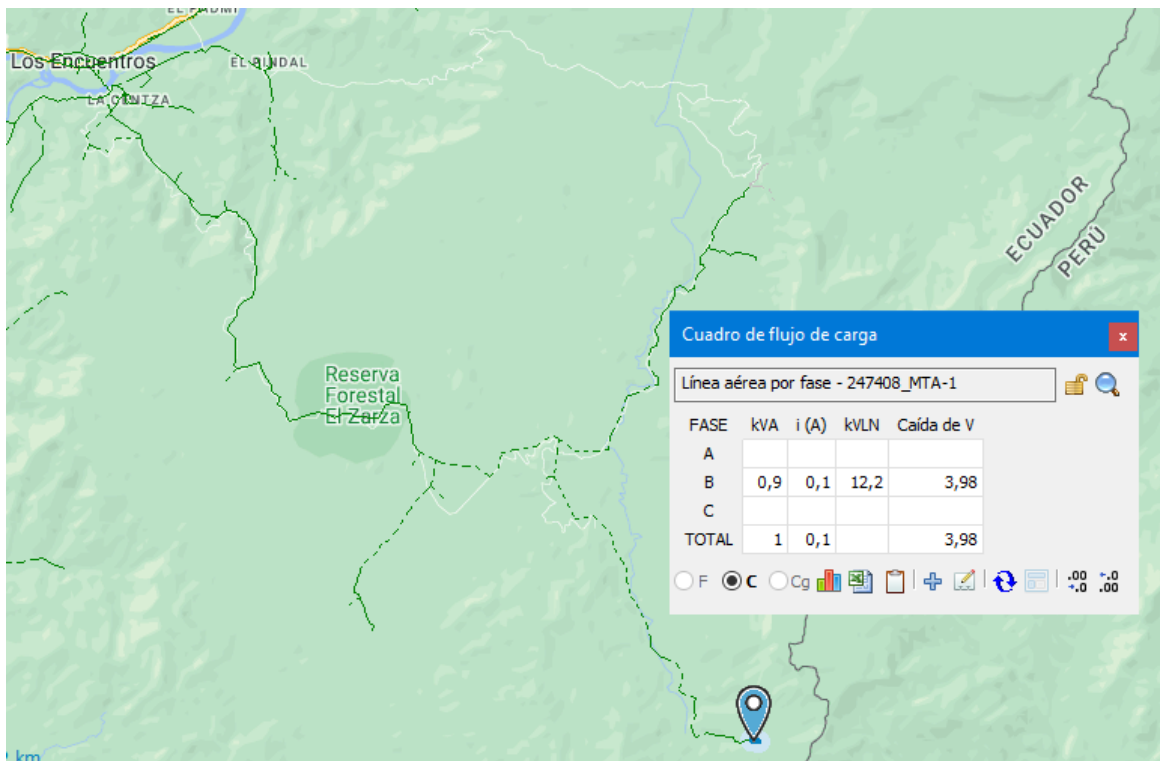 EL PADMI
Los Encuentros
EL PINDAL
LA CENTZA
ECUADOR
PERÚ
Reserva
Forestal
El Zarza
Cuadro de flujo de carga
x
Línea aérea por fase - 247408_MTA-1
FASE kVA i (A) kVLN Caída de V
A
B 0,9 0,1 12,2 3,98
C
TOTAL 1 0,1 3,98
F C Cg .00 →.0 ←.0 .00
km